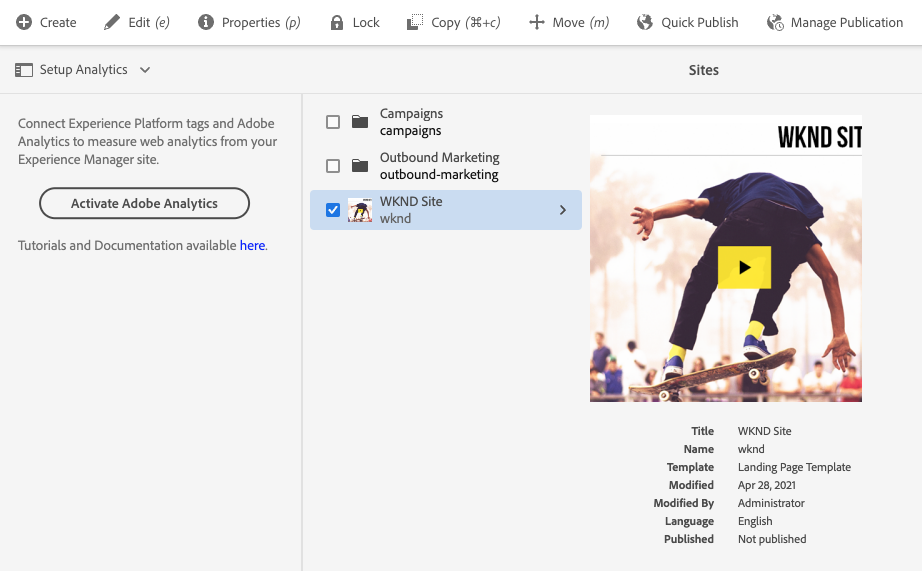 Create
Edit (e)
Properties (p)
Lock
Copy (⌘+c)
Move (m)
Quick Publish
Manage Publication
Setup Analytics
Sites
Connect Experience Platform tags and Adobe
Analytics to measure web analytics from your
Experience Manager site.
Activate Adobe Analytics
Tutorials and Documentation available here.
Campaigns
campaigns
Outbound Marketing
outbound-marketing
WKND Site
wknd
WKND SIT
Title WKND Site
Name wknd
Template Landing Page Template
Modified Apr 28, 2021
Modified By Administrator
Language English
Published Not published